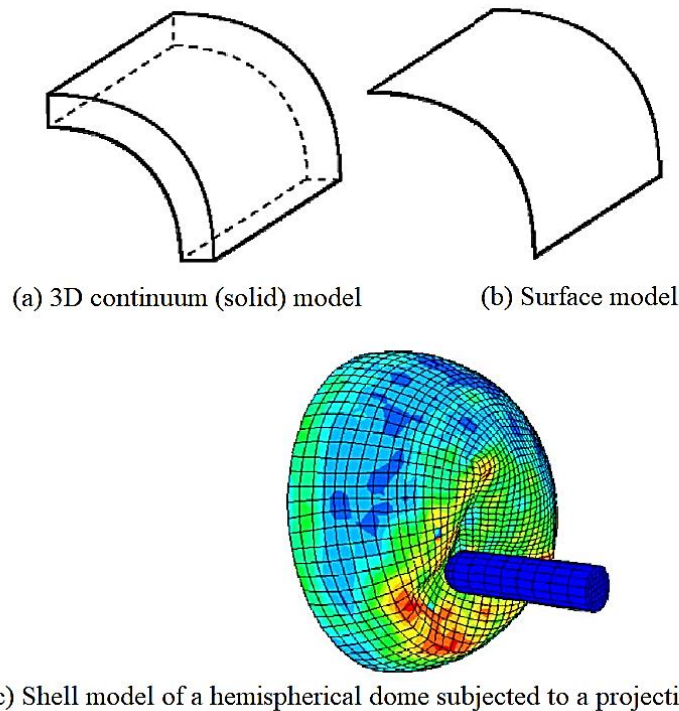 (a) 3D continuum (solid) model
(b) Surface model
) Shell model of a hemispherical dome subjected to a projecti